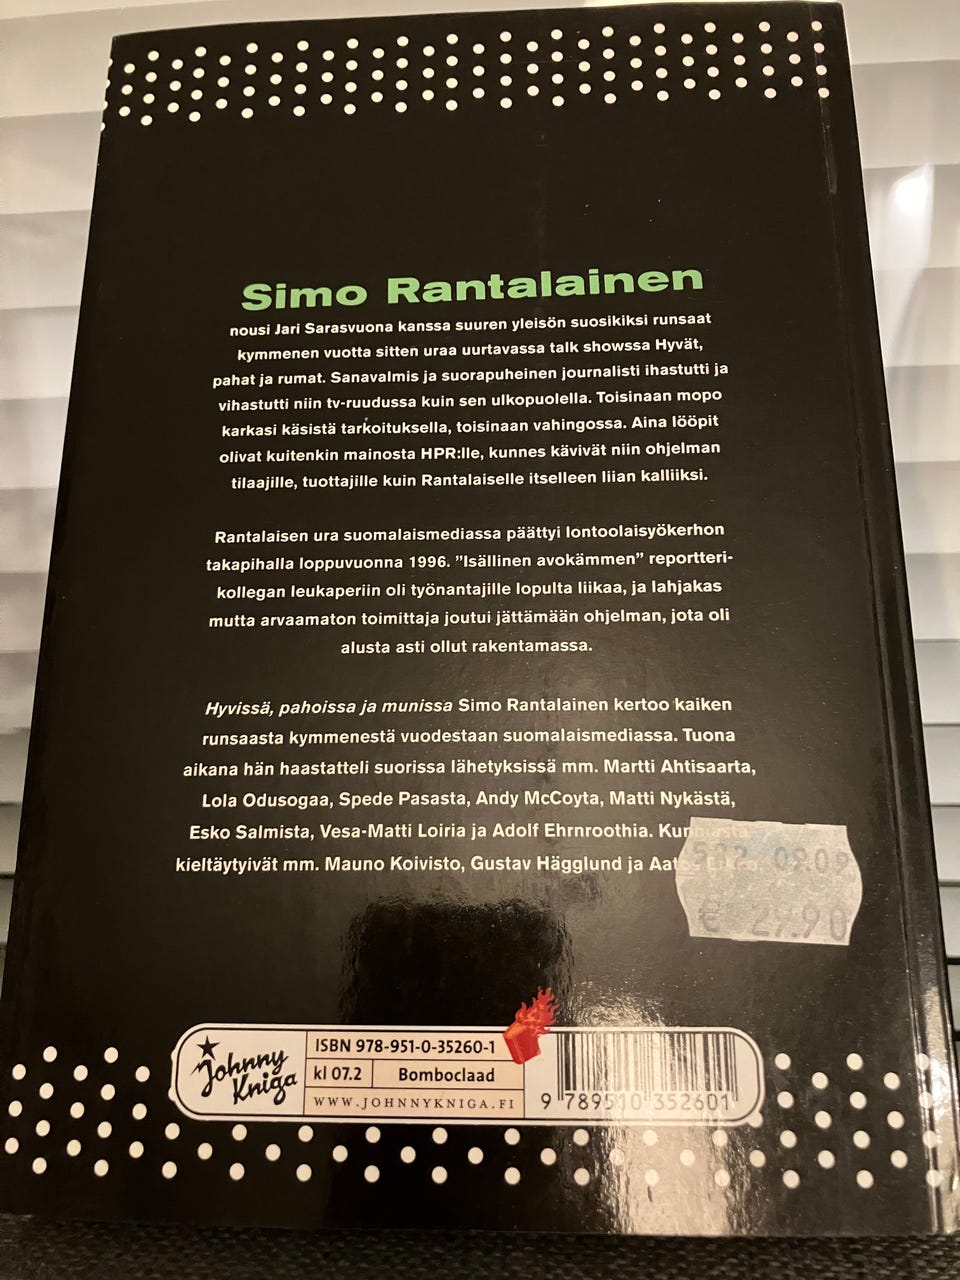 Simo Rantalainen
nousi Jari Sarasvuona kanssa suuren yleisön suosikiksi runsaat
kymmenen vuotta sitten uraa uurtavassa talk showssa Hyvät,
pahat ja rumat. Sanavalmis ja suorapuheinen journalisti ihastutti ja
vihastutti niin tv-ruudussa kuin sen ulkopuolella. Toisinaan mopo
karkasi käsistä tarkoituksella, toisinaan vahingossa. Aina lööpit
olivat kuitenkin mainosta HPR:lle, kunnes kävivät niin ohjelman
tilaajille, tuottajille kuin Rantalaiselle itselleen liian kalliiksi.
Rantalaisen ura suomalaismediassa päättyi lontoolaisyökerhon
takapihalla loppuvuonna 1996. ”Isällinen avokämmen” reportteri-
kollegan leukaperiin oli työnantajille lopulta liikaa, ja lahjakas
mutta arvaamaton toimittaja joutui jättämään ohjelman, jota oli
alusta asti ollut rakentamassa.
Hyvissä, pahoissa ja munissa Simo Rantalainen kertoo kaiken
runsaasta kymmenestä vuodestaan suomalaismediassa. Tuona
aikana hän haastatteli suorissa lähetyksissä mm. Martti Ahtisaarta,
Lola Odusogaa, Spede Pasasta, Andy McCoyta, Matti Nykästä,
Esko Salmista, Vesa-Matti Loiria ja Adolf Ehrnroothia. Kunniasta
kieltäytyivät mm. Mauno Koivisto, Gustav Hägglund ja Aatos Erkko.
532 09.09
€ 29.90
Johnny
Kniga
ISBN 978-951-0-35260-1
kl 07.2 Bomboclaad
WWW.JOHNNYKNIGA.FI
9 789510 352601